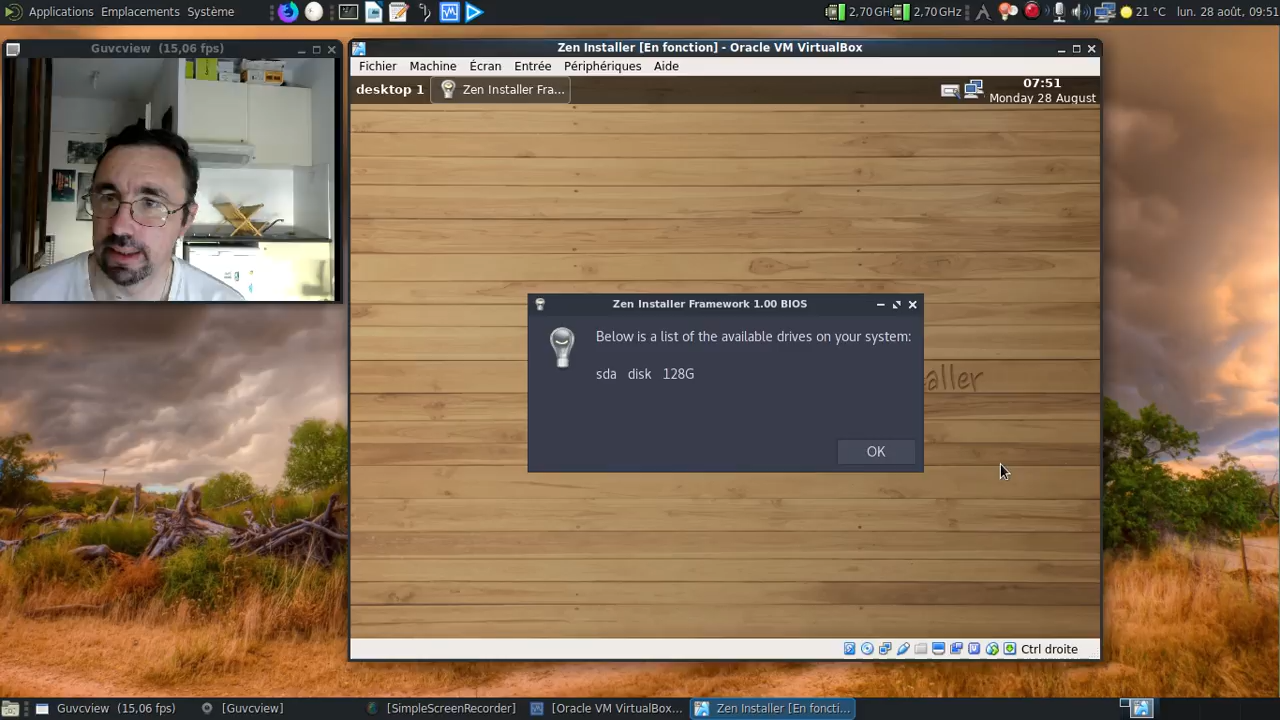 Applications Emplacements Système
2,70 GHz 2,70 GHz 21 °C lun. 28 août, 09:51
Guvcview (15,06 fps)
Zen Installer [En fonction] - Oracle VM VirtualBox
Fichier Machine Écran Entrée Périphériques Aide
desktop 1 Zen Installer Fra...
07:51
Monday 28 August
Zen Installer Framework 1.00 BIOS
Below is a list of the available drives on your system:
sda disk 128G
OK
Ctrl droite
Guvcview (15,06 fps) [Guvcview] [SimpleScreenRecorder] [Oracle VM VirtualBox... Zen Installer [En foncti...